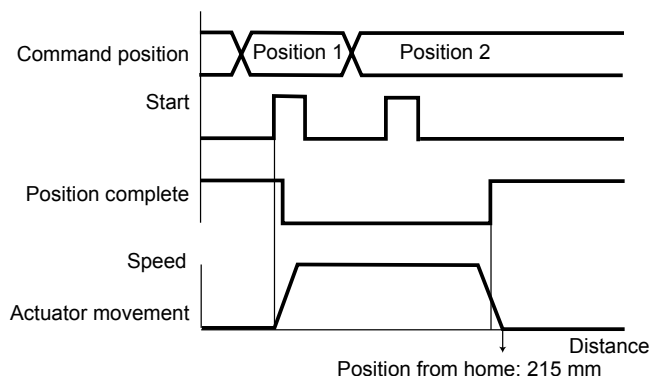 Command position
Position 1
Position 2
Start
Position complete
Speed
Actuator movement
Distance
Position from home: 215 mm